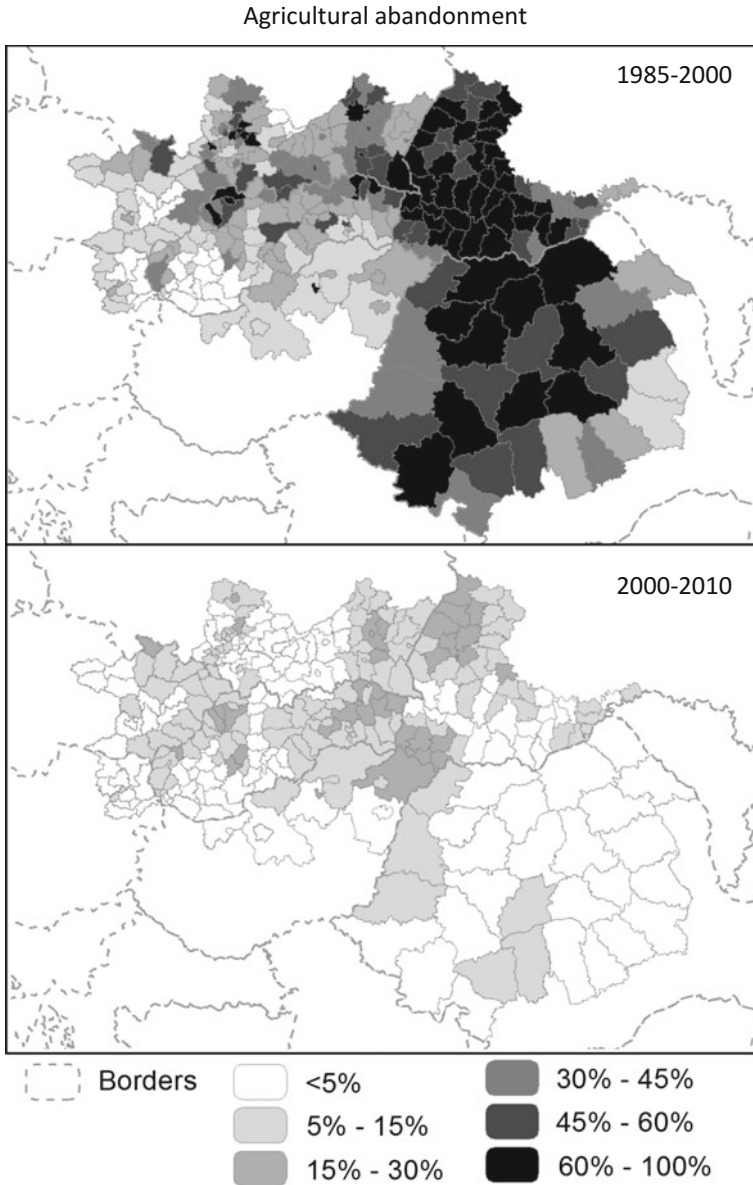 Agricultural abandonment
1985-2000
2000-2010
Borders
<5%
5% - 15%
15% - 30%
30% - 45%
45% - 60%
60% - 100%